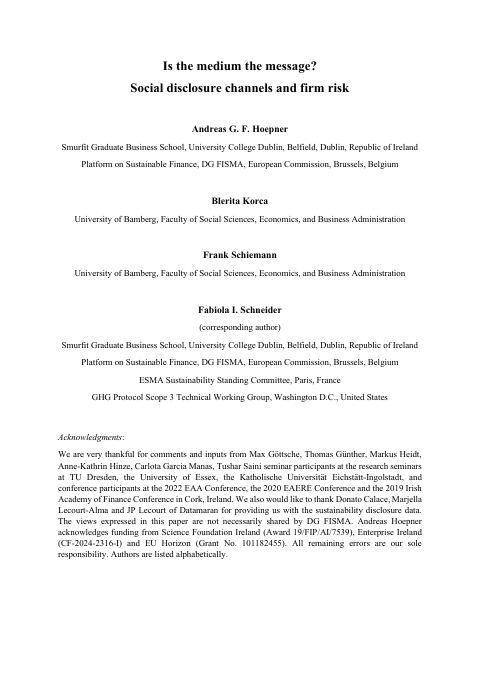 Is the medium the message?
Social disclosure channels and firm risk
Andreas G. F. Hoepner
Smurfit Graduate Business School, University College Dublin, Belfield, Dublin, Republic of Ireland
Platform on Sustainable Finance, DG FISMA, European Commission, Brussels, Belgium
Blerita Korca
University of Bamberg, Faculty of Social Sciences, Economics, and Business Administration
Frank Schiemann
University of Bamberg, Faculty of Social Sciences, Economics, and Business Administration
Fabiola I. Schneider
(corresponding author)
Smurfit Graduate Business School, University College Dublin, Belfield, Dublin, Republic of Ireland
Platform on Sustainable Finance, DG FISMA, European Commission, Brussels, Belgium
ESMA Sustainability Standing Committee, Paris, France
GHG Protocol Scope 3 Technical Working Group, Washington D.C., United States
Acknowledgments:
We are very thankful for comments and inputs from Max Göttsche, Thomas Günther, Markus Heidt,
Anne-Kathrin Hinze, Carlota Garcia Manas, Tushar Saini seminar participants at the research seminars
at TU Dresden, the University of Essex, the Katholische Universität Eichstätt-Ingolstadt, and
conference participants at the 2022 EAA Conference, the 2020 EAERE Conference and the 2019 Irish
Academy of Finance Conference in Cork, Ireland. We also would like to thank Donato Calace, Marjella
Lecourt-Alma and JP Lecourt of Datamaran for providing us with the sustainability disclosure data.
The views expressed in this paper are not necessarily shared by DG FISMA. Andreas Hoepner
acknowledges funding from Science Foundation Ireland (Award 19/FIP/AI/7539), Enterprise Ireland
(CF-2024-2316-I) and EU Horizon (Grant No. 101182455). All remaining errors are our sole
responsibility. Authors are listed alphabetically.